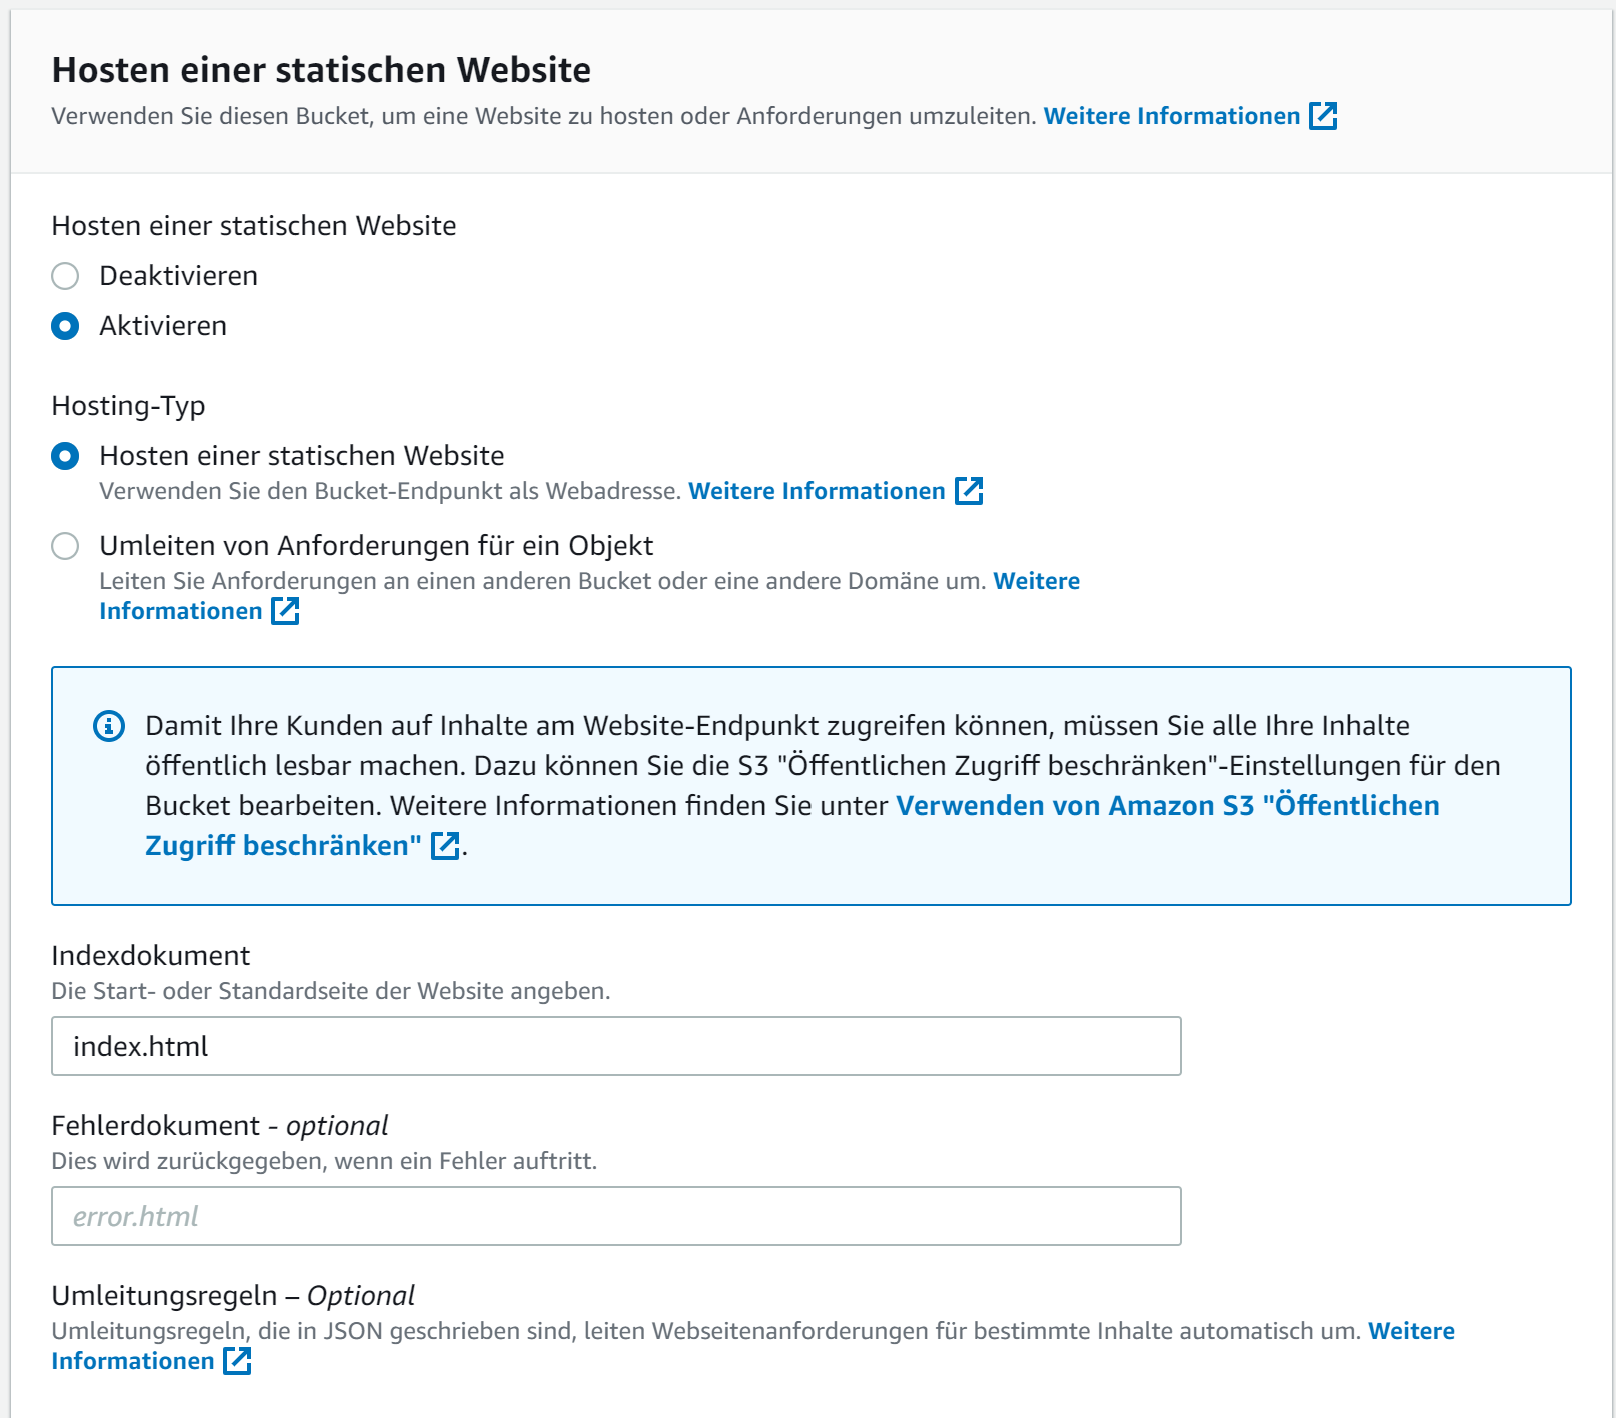 Hosten einer statischen Website
Verwenden Sie diesen Bucket, um eine Website zu hosten oder Anforderungen umzuleiten. Weitere Informationen
Hosten einer statischen Website
Deaktivieren
Aktivieren
Hosting-Typ
Hosten einer statischen Website
Verwenden Sie den Bucket-Endpunkt als Webadresse. Weitere Informationen
Umleiten von Anforderungen für ein Objekt
Leiten Sie Anforderungen an einen anderen Bucket oder eine andere Domäne um. Weitere
Informationen
Damit Ihre Kunden auf Inhalte am Website-Endpunkt zugreifen können, müssen Sie alle Ihre Inhalte
öffentlich lesbar machen. Dazu können Sie die S3 "Öffentlichen Zugriff beschränken"-Einstellungen für den
Bucket bearbeiten. Weitere Informationen finden Sie unter Verwenden von Amazon S3 "Öffentlichen
Zugriff beschränken" .
Indexdokument
Die Start- oder Standardseite der Website angeben.
index.html
Fehlerdokument - optional
Dies wird zurückgegeben, wenn ein Fehler auftritt.
error.html
Umleitungsregeln – Optional
Umleitungsregeln, die in JSON geschrieben sind, leiten Webseitenanforderungen für bestimmte Inhalte automatisch um. Weitere
Informationen